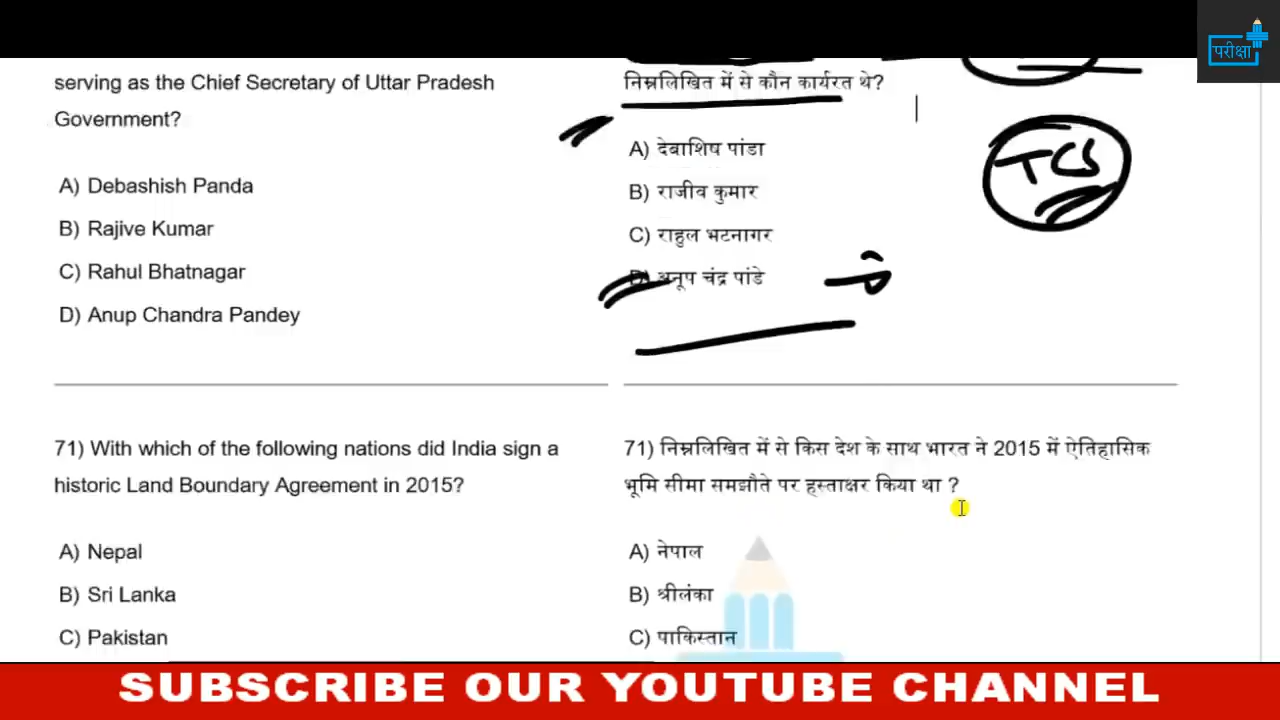 परीक्षा
serving as the Chief Secretary of Uttar Pradesh
Government?
A) Debashish Panda
B) Rajive Kumar
C) Rahul Bhatnagar
D) Anup Chandra Pandey
निम्नलिखित में से कौन कार्यरत थे?
A) देबाशिष पांडा
B) राजीव कुमार
C) राहुल भटनागर
D) अनूप चंद्र पांडे
TCS
71) With which of the following nations did India sign a
historic Land Boundary Agreement in 2015?
A) Nepal
B) Sri Lanka
C) Pakistan
71) निम्नलिखित में से किस देश के साथ भारत ने 2015 में ऐतिहासिक
भूमि सीमा समझौते पर हस्ताक्षर किया था ?
A) नेपाल
B) श्रीलंका
C) पाकिस्तान
SUBSCRIBE OUR YOUTUBE CHANNEL